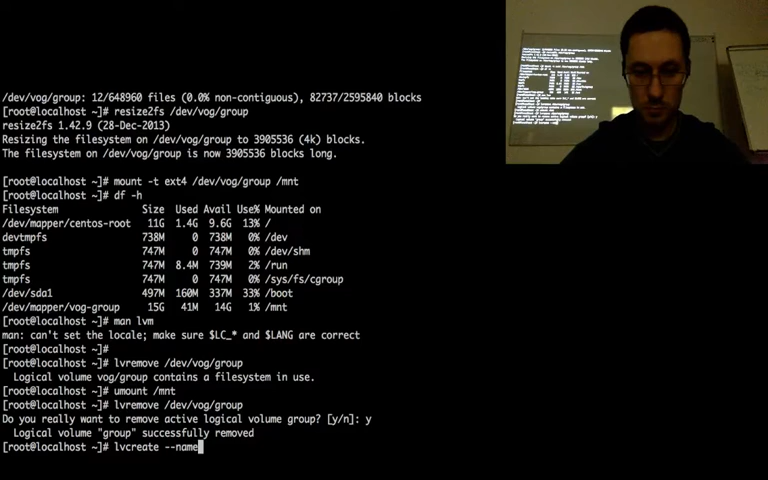 /dev/vog/group: 12/648960 files (0.0% non-contiguous), 82737/2595840 blocks
[root@localhost ~]# resize2fs /dev/vog/group
resize2fs 1.42.9 (28-Dec-2013)
Resizing the filesystem on /dev/vog/group to 3905536 (4k) blocks.
The filesystem on /dev/vog/group is now 3905536 blocks long.
[root@localhost ~]# mount -t ext4 /dev/vog/group /mnt
[root@localhost ~]# df -h
Filesystem Size Used Avail Use% Mounted on
/dev/mapper/centos-root 11G 1.4G 9.6G 13% /
devtmpfs 738M 0 738M 0% /dev
tmpfs 747M 0 747M 0% /dev/shm
tmpfs 747M 8.4M 739M 2% /run
tmpfs 747M 0 747M 0% /sys/fs/cgroup
/dev/sda1 497M 160M 337M 33% /boot
/dev/mapper/vog-group 15G 41M 14G 1% /mnt
[root@localhost ~]# man lvm
man: can't set the locale; make sure $LC_* and $LANG are correct
[root@localhost ~]#
[root@localhost ~]# lvremove /dev/vog/group
Logical volume vog/group contains a filesystem in use.
[root@localhost ~]# umount /mnt
[root@localhost ~]# lvremove /dev/vog/group
Do you really want to remove active logical volume group? [y/n]: y
Logical volume "group" successfully removed
[root@localhost ~]# lvcreate --name